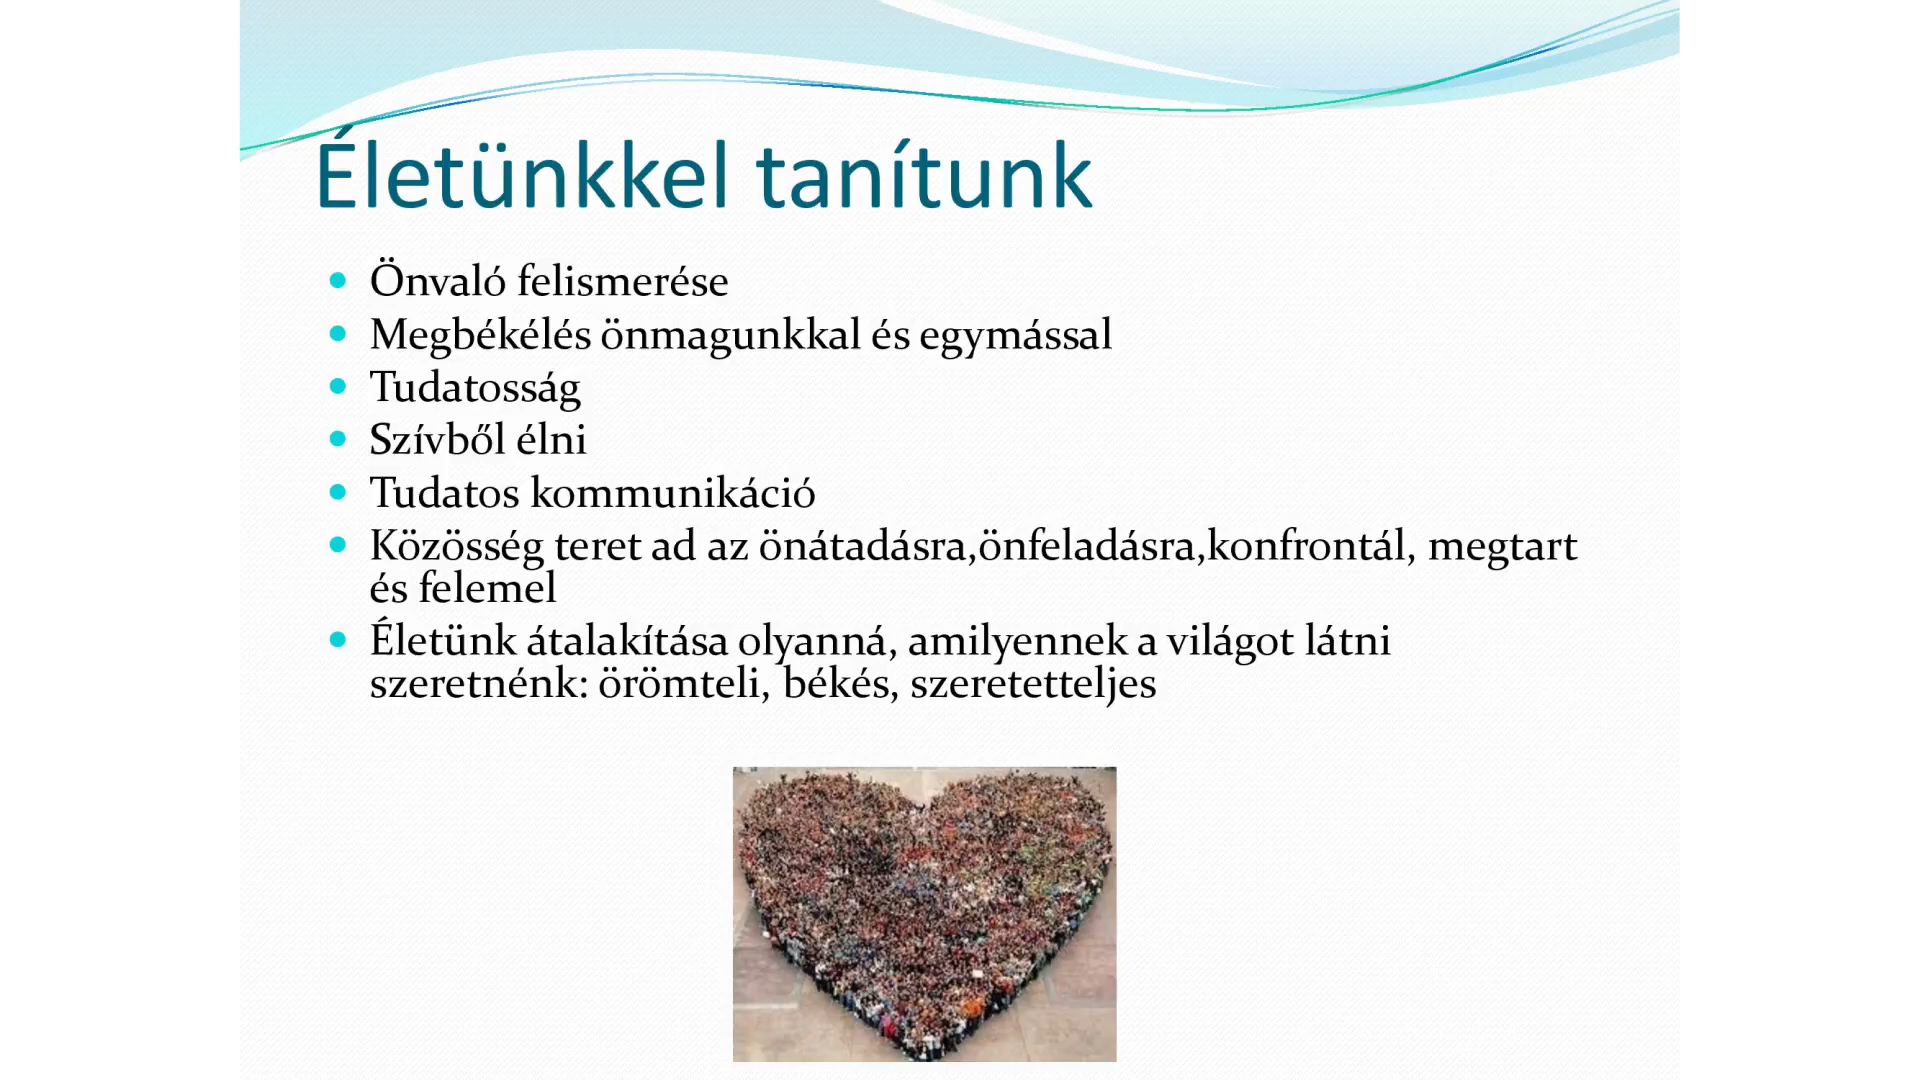 Életünkkel tanítunk
Önvaló felismerése
Megbékélés önmagunkkal és egymással
Tudatosság
Szívből élni
Tudatos kommunikáció
Közösség teret ad az önátadásra,önfeladásra,konfrontál, megtart
és felemel
Életünk átalakítása olyanná, amilyennek a világot látni
szeretnénk: örömteli, békés, szeretetteljes